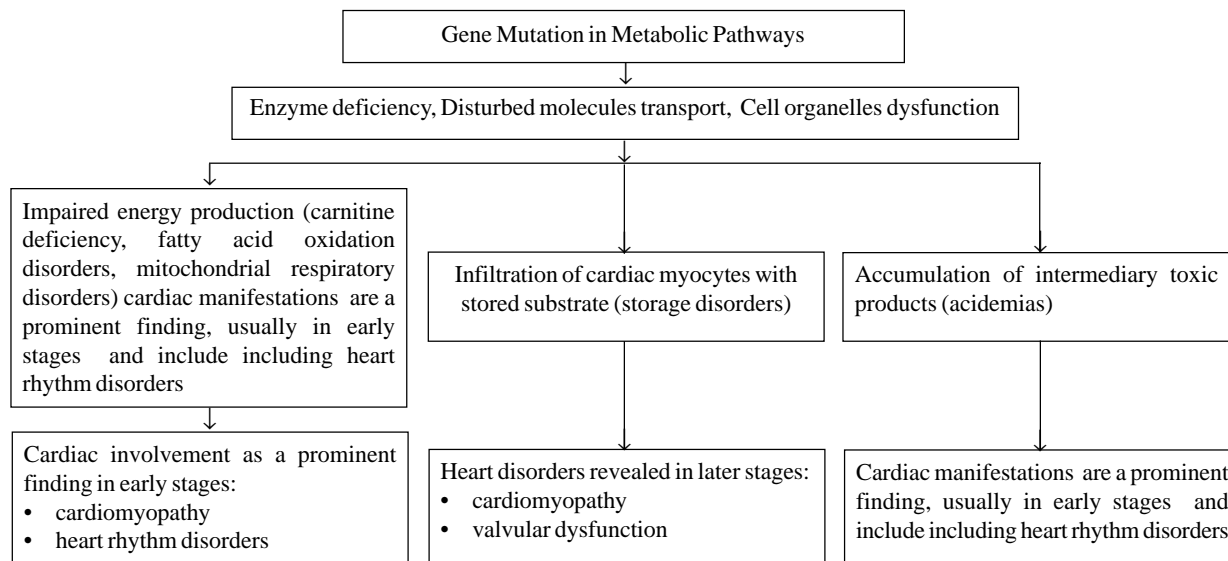 Gene Mutation in Metabolic Pathways
Enzyme deficiency, Disturbed molecules transport, Cell organelles dysfunction
Impaired energy production (carnitine
deficiency, fatty acid oxidation
disorders, mitochondrial respiratory
disorders) cardiac manifestations are a
prominent finding, usually in early
stages and include including heart
rhythm disorders
Infiltration of cardiac myocytes with
stored substrate (storage disorders)
Accumulation of intermediary toxic
products (acidemias)
Cardiac involvement as a prominent
finding in early stages:
• cardiomyopathy
• heart rhythm disorders
Heart disorders revealed in later stages:
• cardiomyopathy
• valvular dysfunction
Cardiac manifestations are a prominent
finding, usually in early stages and
include including heart rhythm disorders